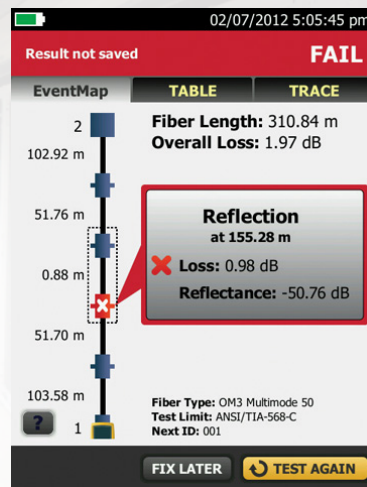 02/07/2012 5:05:45 pm
Result not saved
FAIL
EventMap
TABLE
TRACE
Fiber Length: 310.84 m
Overall Loss: 1.97 dB
2
102.92 m
51.76 m
0.88 m
51.70 m
103.58 m
1
Reflection
at 155.28 m
Loss: 0.98 dB
Reflectance: -50.76 dB
Fiber Type: OM3 Multimode 50
Test Limit: ANSI/TIA-568-C
Next ID: 001
?
FIX LATER
TEST AGAIN